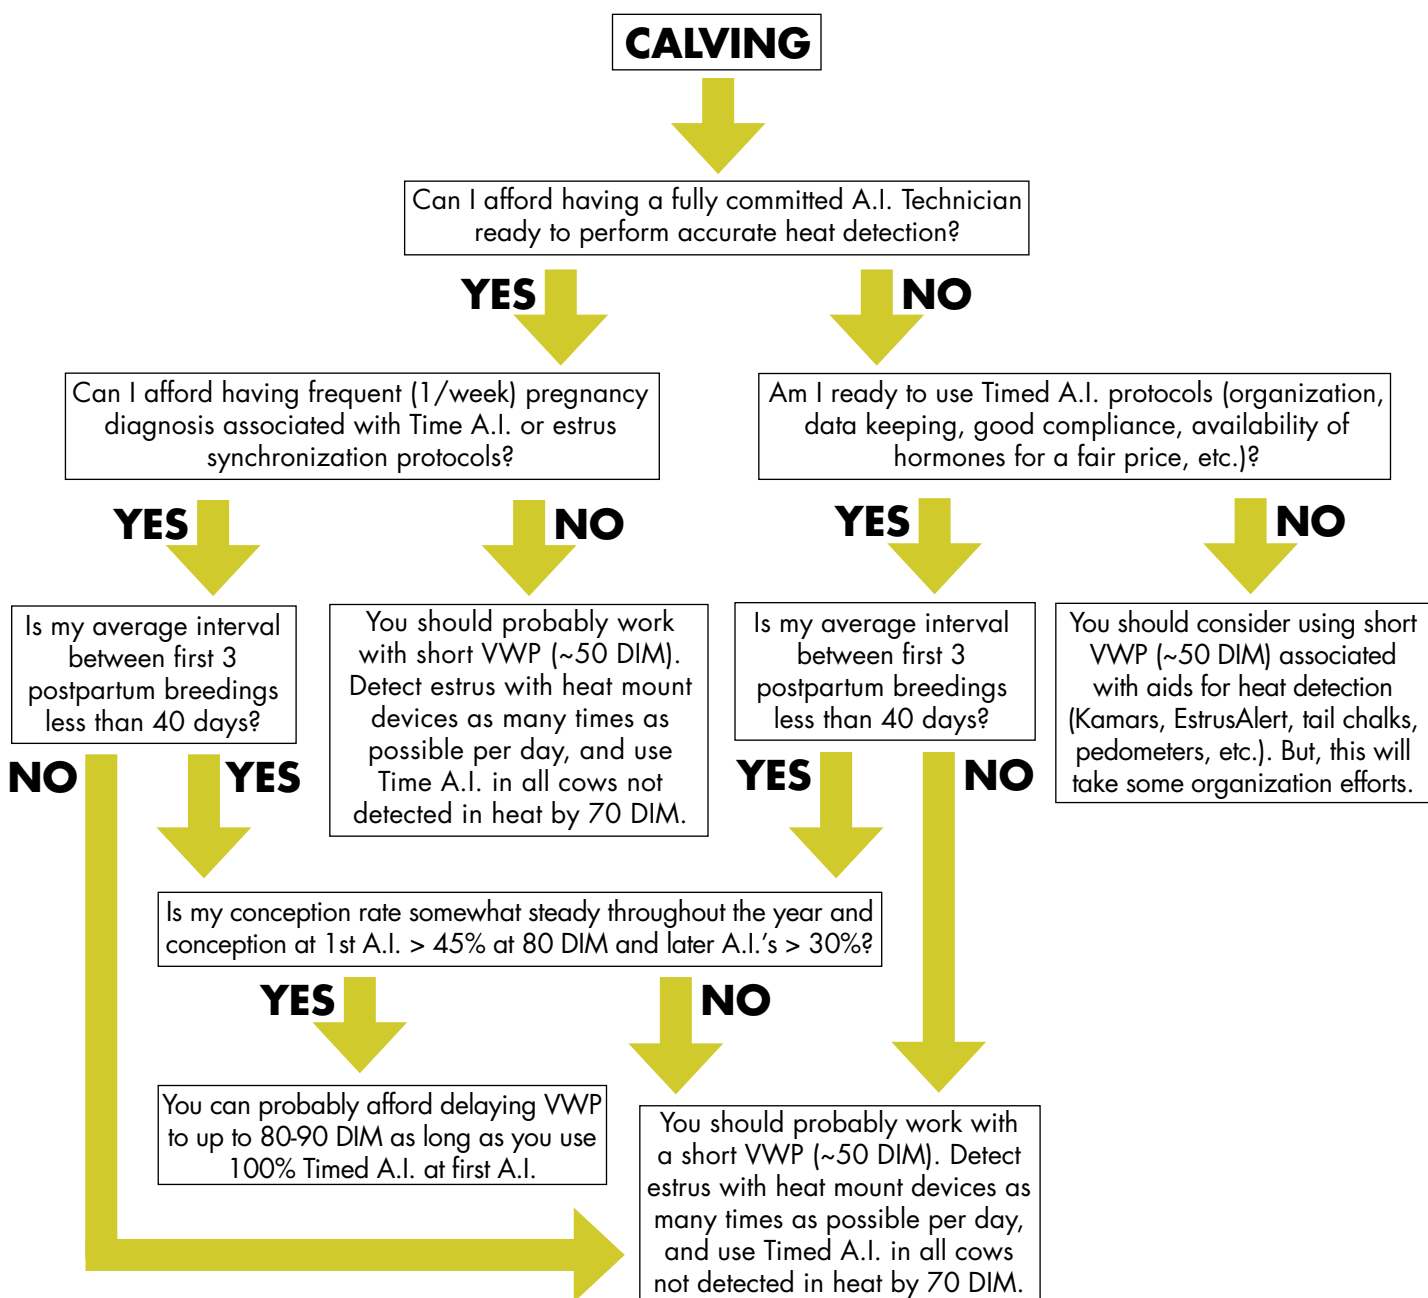 CALVING
Can I afford having a fully committed A.I. Technician
ready to perform accurate heat detection?
YES
NO
Can I afford having frequent (1/week) pregnancy
diagnosis associated with Time A.I. or estrus
synchronization protocols?
Am I ready to use Timed A.I. protocols (organization,
data keeping, good compliance, availability of
hormones for a fair price, etc.)?
YES
NO
YES
NO
Is my average interval
between first 3
postpartum breedings
less than 40 days?
You should probably work
with short VWP (~50 DIM).
Detect estrus with heat mount
devices as many times as
possible per day, and use
Time A.I. in all cows not
detected in heat by 70 DIM.
Is my average interval
between first 3
postpartum breedings
less than 40 days?
You should consider using short
VWP (~50 DIM) associated
with aids for heat detection
(Kamars, EstrusAlert, tail chalks,
pedometers, etc.). But, this will
take some organization efforts.
NO
YES
YES
NO
Is my conception rate somewhat steady throughout the year and
conception at 1st A.I. > 45% at 80 DIM and later A.I.'s > 30%?
YES
NO
You can probably afford delaying VWP
to up to 80-90 DIM as long as you use
100% Timed A.I. at first A.I.
You should probably work with
a short VWP (~50 DIM). Detect
estrus with heat mount devices as
many times as possible per day,
and use Timed A.I. in all cows
not detected in heat by 70 DIM.